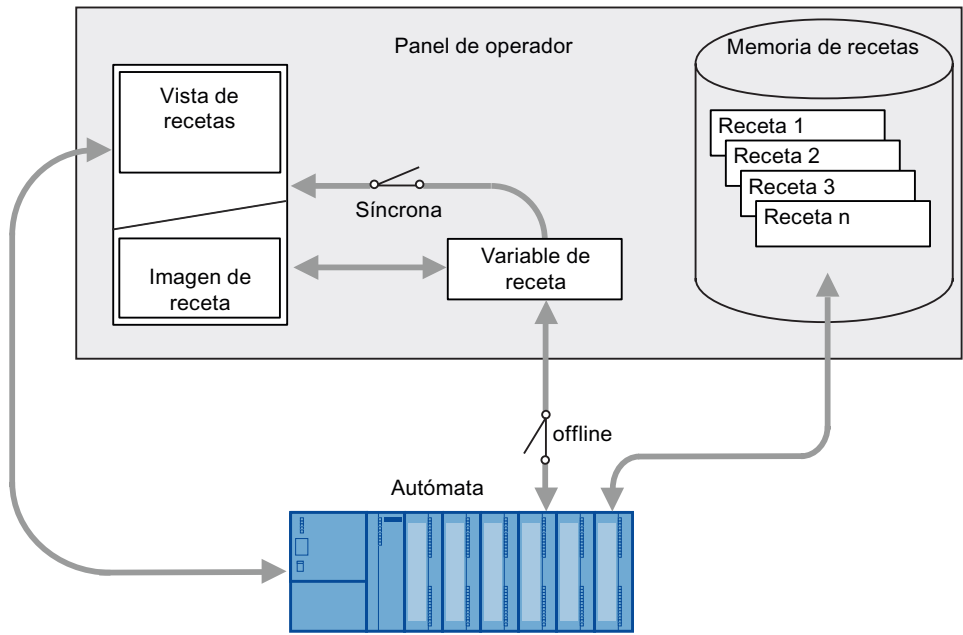 Panel de operador
Memoria de recetas
Vista de
recetas
Receta 1
Receta 2
Receta 3
Receta n
Síncrona
Variable de
receta
Imagen de
receta
offline
Autómata